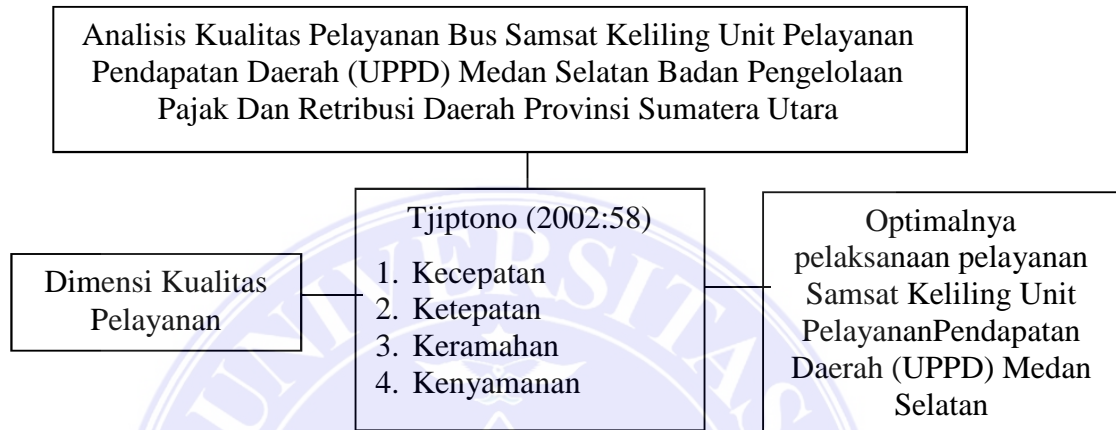 Analisis Kualitas Pelayanan Bus Samsat Keliling Unit Pelayanan
Pendapatan Daerah (UPPD) Medan Selatan Badan Pengelolaan
Pajak Dan Retribusi Daerah Provinsi Sumatera Utara
Dimensi Kualitas
Pelayanan
Tjiptono (2002:58)
1. Kecepatan
2. Ketepatan
3. Keramahan
4. Kenyamanan
Optimalnya
pelaksanaan pelayanan
Samsat Keliling Unit
PelayananPendapatan
Daerah (UPPD) Medan
Selatan
UNIVERSITAS